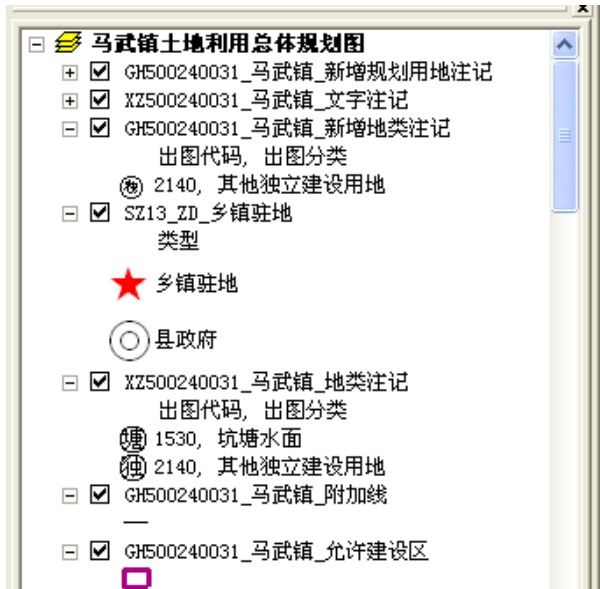 马武镇土地利用总体规划图
GH500240031_马武镇_新增规划用地注记
XZ500240031_马武镇_文字注记
GH500240031_马武镇_新增地类注记
出图代码, 出图分类
独 2140, 其他独立建设用地
SZ13_ZD_乡镇驻地
类型
乡镇驻地
县政府
XZ500240031_马武镇_地类注记
出图代码, 出图分类
塘 1530, 坑塘水面
独 2140, 其他独立建设用地
GH500240031_马武镇_附加线
GH500240031_马武镇_允许建设区